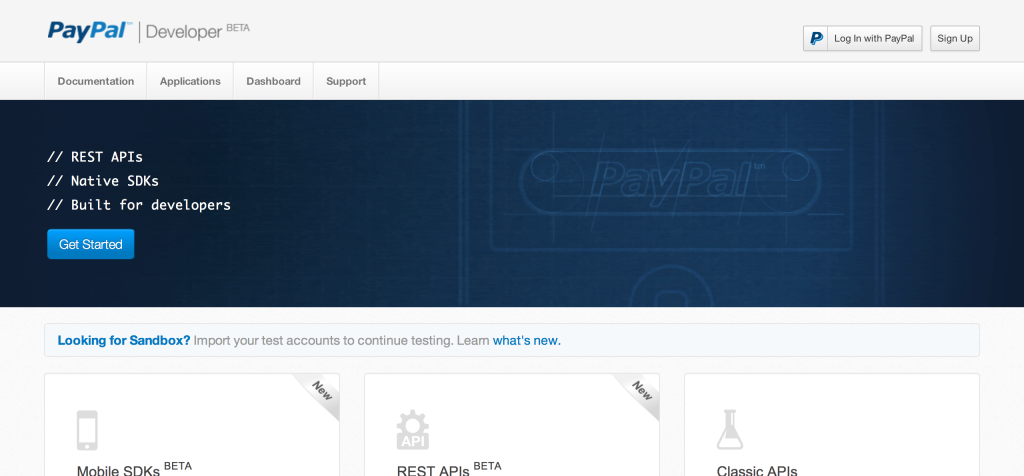 PayPal™ | Developer BETA
Log In with PayPal
Sign Up
Documentation
Applications
Dashboard
Support
// REST APIs
// Native SDKs
// Built for developers
Get Started
PayPal™
Looking for Sandbox? Import your test accounts to continue testing. Learn what's new.
New
New
API
Mobile SDKs BETA
REST APIs BETA
Classic APIs